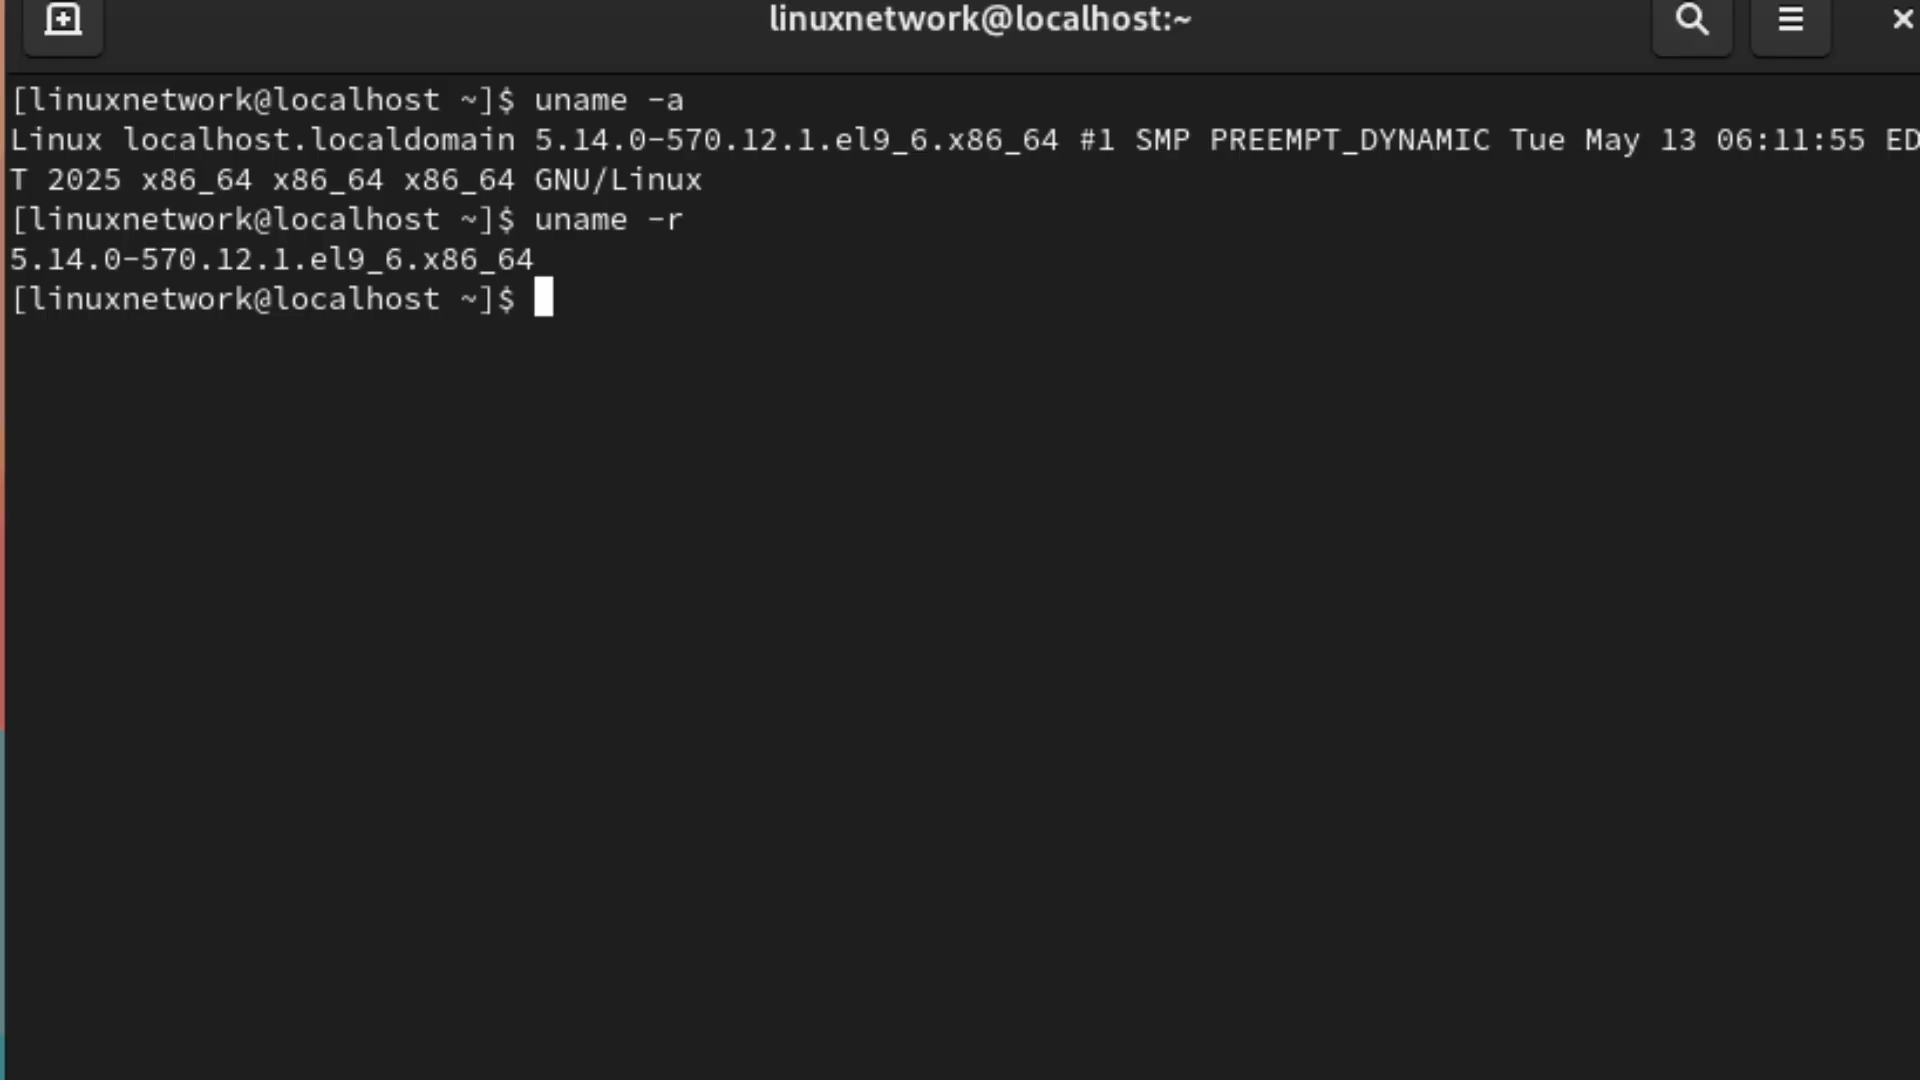 linuxnetwork@localhost:~
[linuxnetwork@localhost ~]$ uname -a
Linux localhost.localdomain 5.14.0-570.12.1.el9_6.x86_64 #1 SMP PREEMPT_DYNAMIC Tue May 13 06:11:55 ED
T 2025 x86_64 x86_64 x86_64 GNU/Linux
[linuxnetwork@localhost ~]$ uname -r
5.14.0-570.12.1.el9_6.x86_64
[linuxnetwork@localhost ~]$